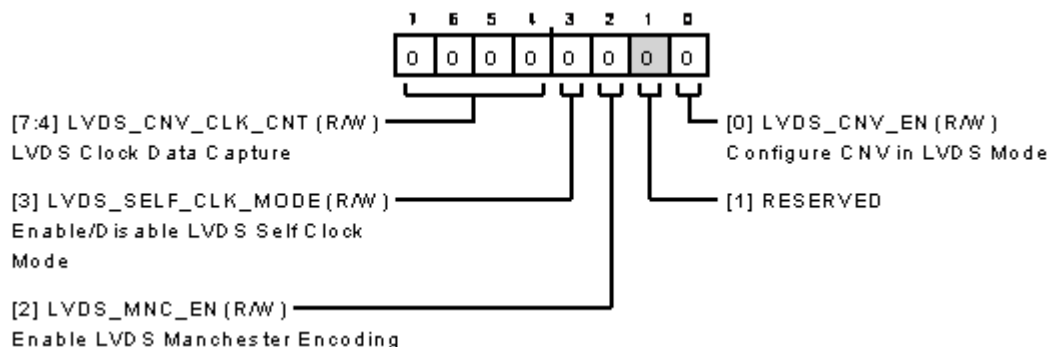 7 6 5 4 3 2 1 0
0 0 0 0 0 0 0 0
[7:4] LVDS_CNV_CLK_CNT (R/W)
LVDS Clock Data Capture
[0] LVDS_CNV_EN (R/W)
Configure CNV in LVDS Mode
[3] LVDS_SELF_CLK_MODE (R/W)
Enable/Disable LVDS Self Clock
Mode
[1] RESERVED
[2] LVDS_MNC_EN (R/W)
Enable LVDS Manchester Encoding